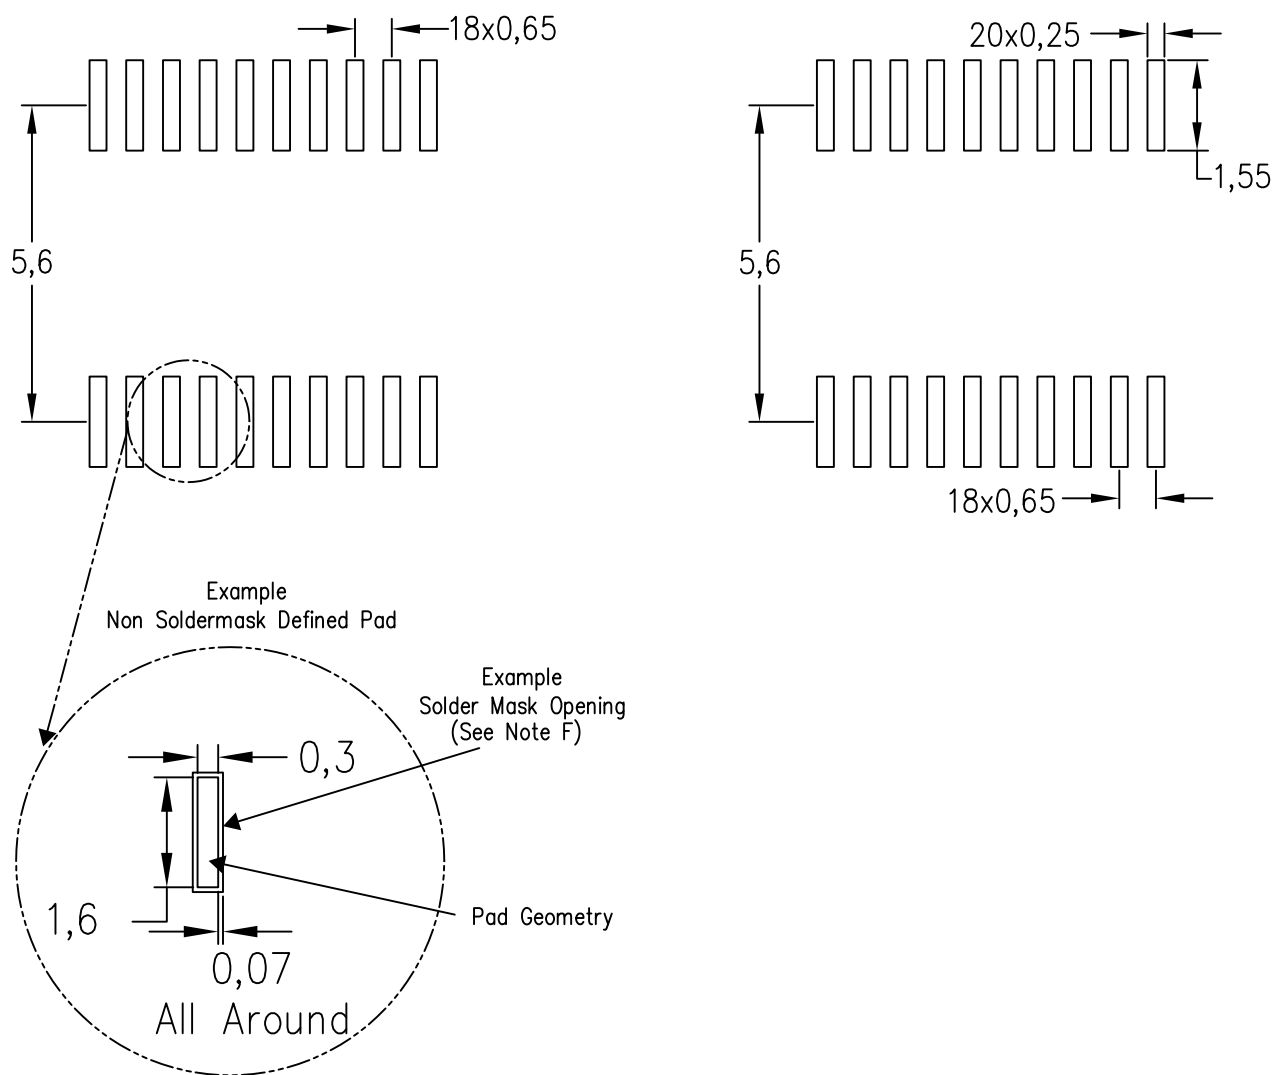 18x0,65
20x0,25
1,55
5,6
5,6
18x0,65
Example
Non Soldermask Defined Pad
Example
Solder Mask Opening
(See Note F)
0,3
1,6
Pad Geometry
0,07
All Around